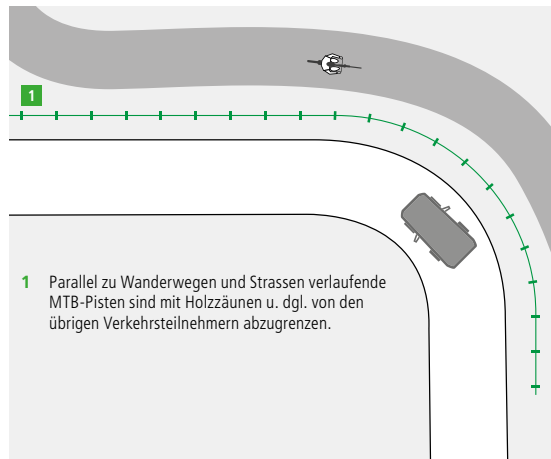 1
1 Parallel zu Wanderwegen und Strassen verlaufende
MTB-Pisten sind mit Holzzäunen u. dgl. von den
übrigen Verkehrsteilnehmern abzugrenzen.